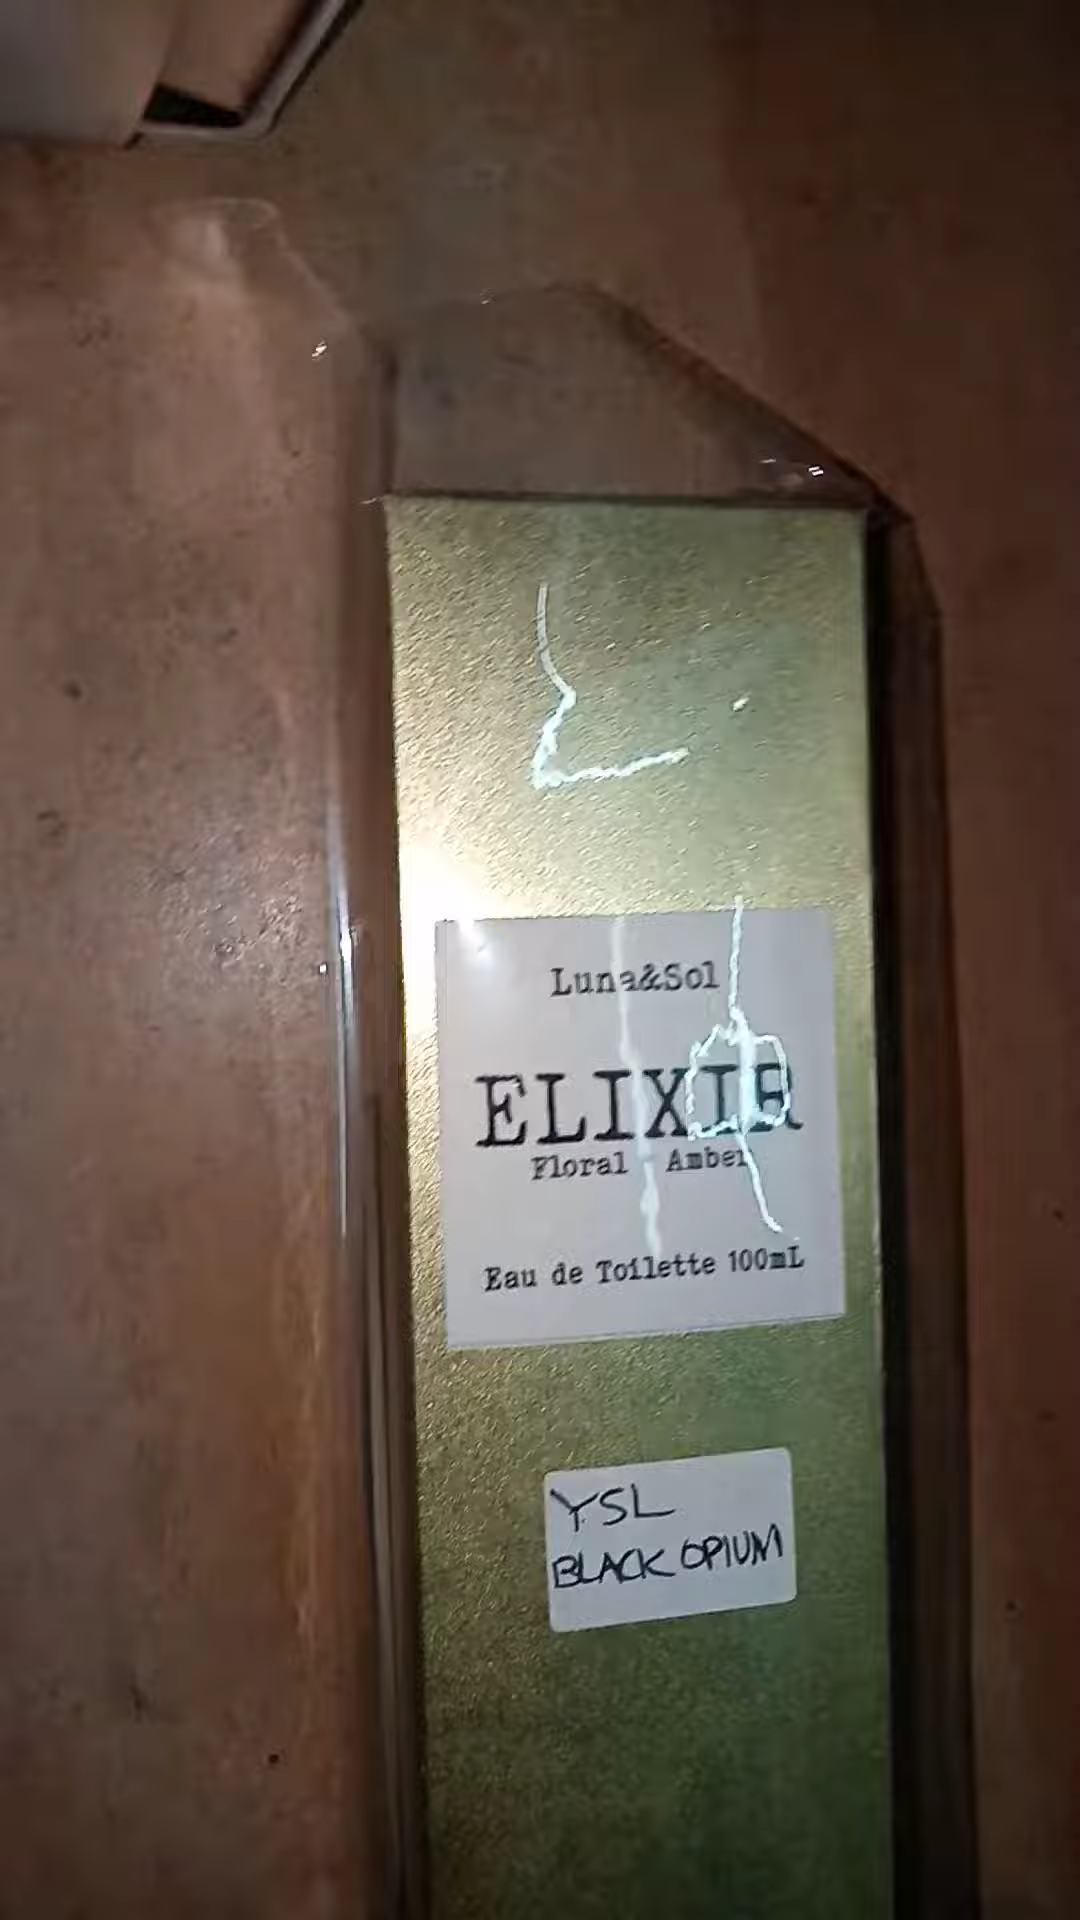 Luna&Sol
ELIXIR
Floral Amber
Eau de Toilette 100mL
YSL
BLACK OPIUM